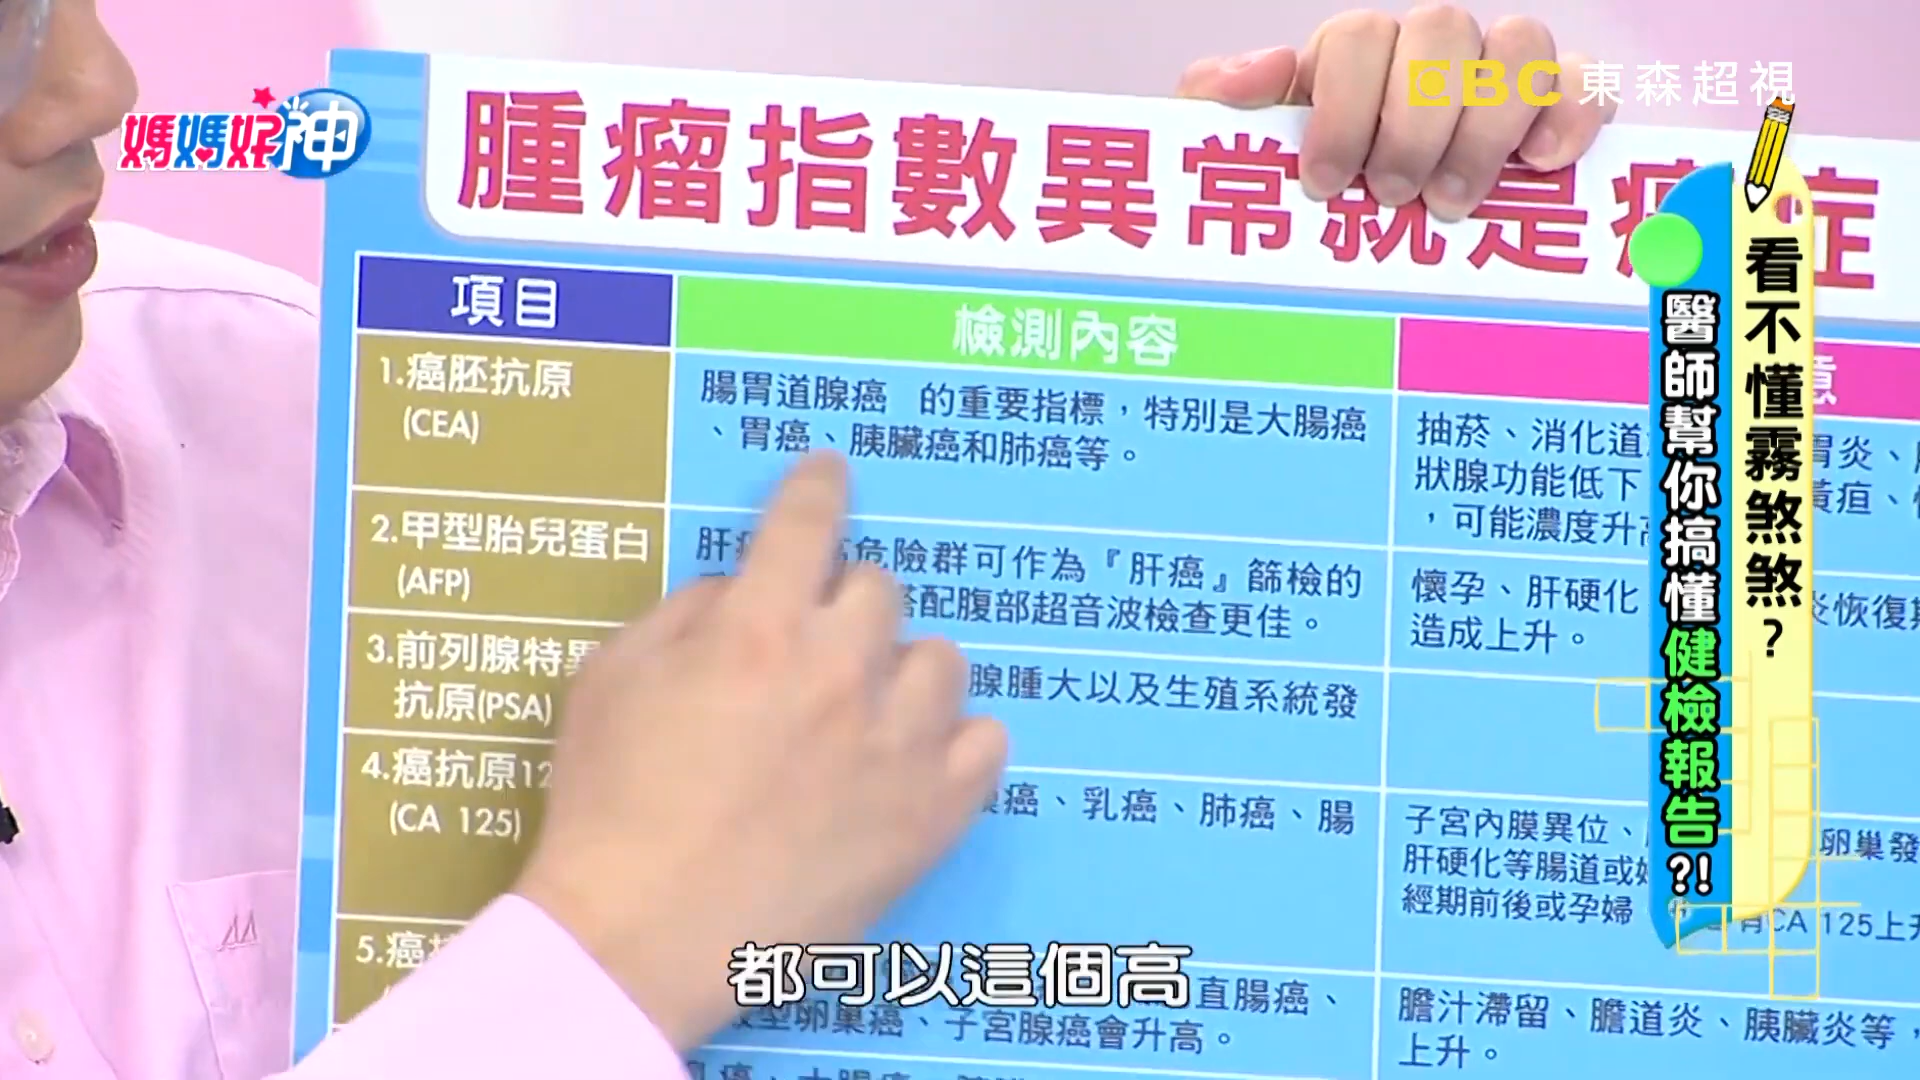 媽媽好神
EBC 東森超視
腫瘤指數異常就是癌症
看不懂霧煞煞?
醫師幫你搞懂健檢報告?!
項目
檢測內容
意
1.癌胚抗原
(CEA)
腸胃道腺癌 的重要指標，特別是大腸癌
、胃癌、胰臟癌和肺癌等。
抽菸、消化道
胃炎、
狀腺功能低下
黃疸、
，可能濃度升高
2.甲型胎兒蛋白
(AFP)
肝
危險群可作為『肝癌』篩檢的
搭配腹部超音波檢查更佳。
懷孕、肝硬化
炎恢復期
造成上升。
3.前列腺特異
抗原(PSA)
腺腫大以及生殖系統發
4.癌抗原12
(CA 125)
癌、乳癌、肺癌、腸
子宮內膜異位、
卵巢發
肝硬化等腸道或
經期前後或孕婦
有CA 125上升
5.癌
直腸癌、
型卵巢癌、子宮腺癌會升高。
膽汁滯留、膽道炎、胰臟炎等，
上升。
都可以這個高